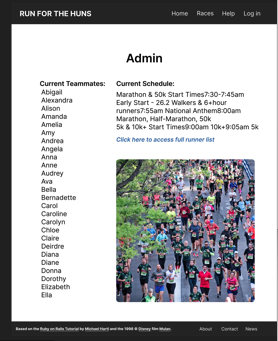 RUN FOR THE HUNS
Home Races Help Log in
Admin
Current Teammates:
Abigail
Alexandra
Alison
Amanda
Amelia
Amy
Andrea
Angela
Anna
Anne
Audrey
Ava
Bella
Bernadette
Carol
Caroline
Carolyn
Chloe
Claire
Deirdre
Diana
Diane
Donna
Dorothy
Elizabeth
Ella
Current Schedule:
Marathon & 50k Start Times7:30-7:45am
Early Start - 26.2 Walkers & 6+hour
runners7:55am National Anthem8:00am
Marathon, Half-Marathon, 50k
5k & 10k+ Start Times9:00am 10k+9:05am 5k
Click here to access full runner list
Based on the Ruby on Rails Tutorial by Michael Hartl and the 1998 © Disney film Mulan.
About Contact News